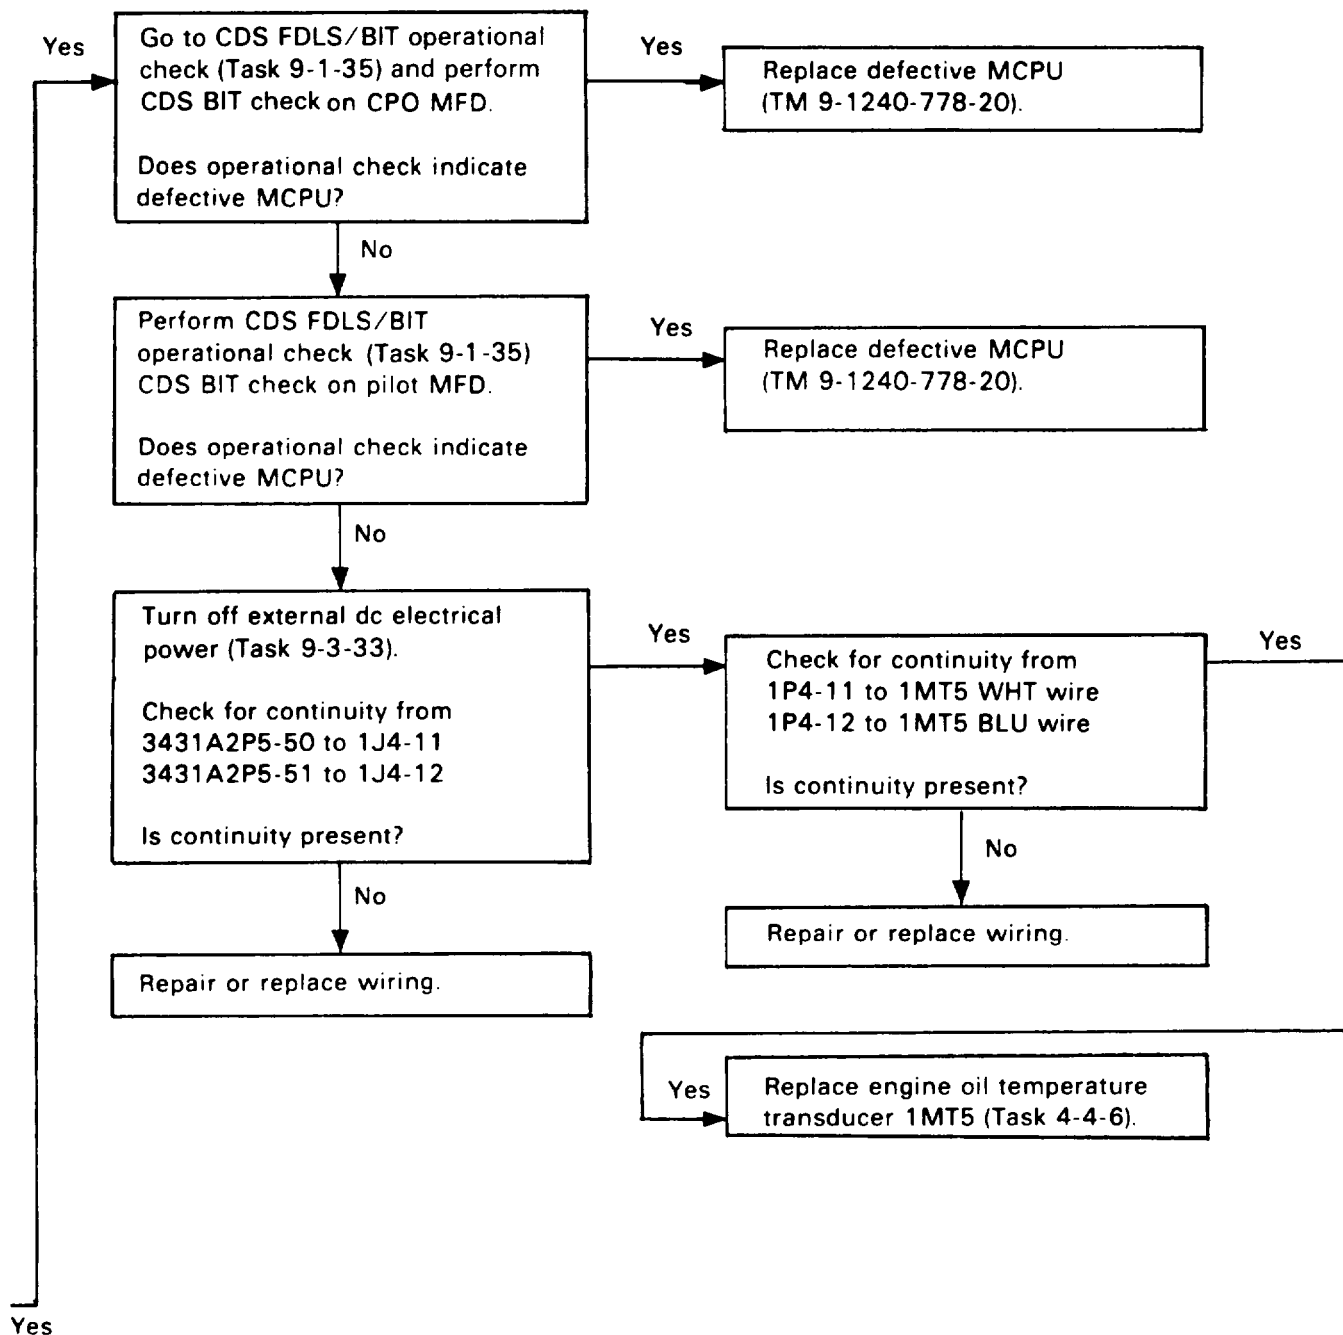 Yes
Go to CDS FDLS/BIT operational
check (Task 9-1-35) and perform
CDS BIT check on CPO MFD.
Does operational check indicate
defective MCPU?
Yes
Replace defective MCPU
(TM 9-1240-778-20).
No
Perform CDS FDLS/BIT
operational check (Task 9-1-35)
CDS BIT check on pilot MFD.
Does operational check indicate
defective MCPU?
Yes
Replace defective MCPU
(TM 9-1240-778-20).
No
Turn off external dc electrical
power (Task 9-3-33).
Check for continuity from
3431A2P5-50 to 1J4-11
3431A2P5-51 to 1J4-12
Is continuity present?
Yes
Check for continuity from
1P4-11 to 1MT5 WHT wire
1P4-12 to 1MT5 BLU wire
Is continuity present?
Yes
No
Repair or replace wiring.
No
Repair or replace wiring.
Yes
Replace engine oil temperature
transducer 1MT5 (Task 4-4-6).
Yes